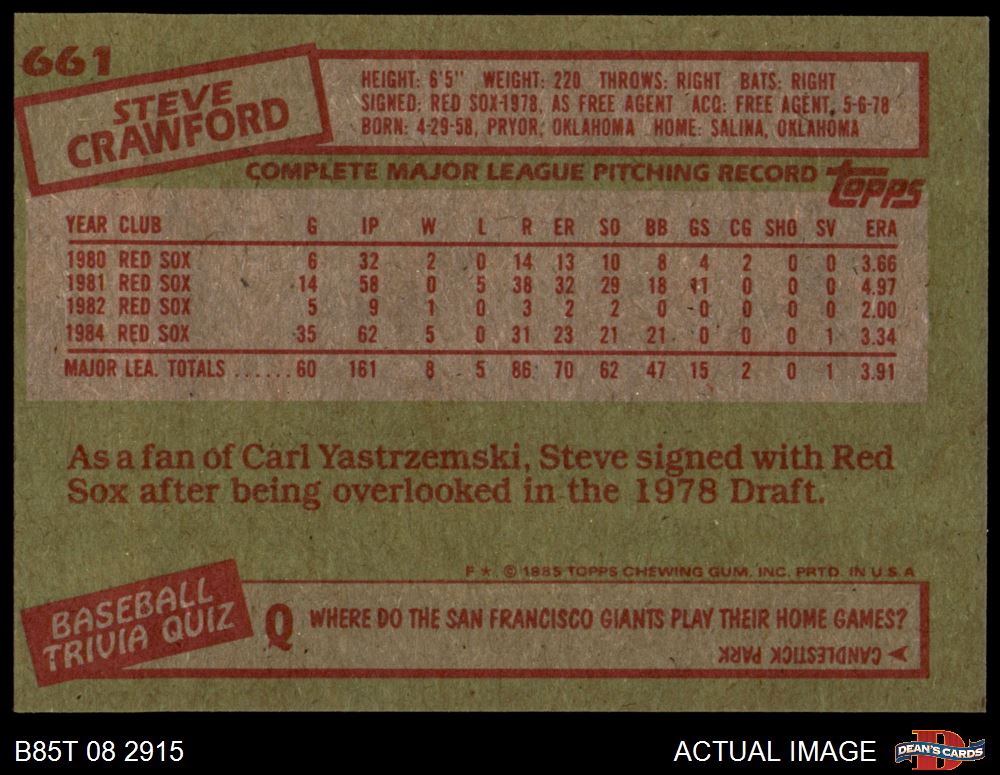 661
STEVE
CRAWFORD
HEIGHT: 6'5" WEIGHT: 220 THROWS: RIGHT BATS: RIGHT
SIGNED: RED SOX-1978, AS FREE AGENT ACQ: FREE AGENT, 5-6-78
BORN: 4-29-58, PRYOR, OKLAHOMA HOME: SALINA, OKLAHOMA
COMPLETE MAJOR LEAGUE PITCHING RECORD topps
YEAR CLUB G IP W L R ER SO BB GS CG SHO SV ERA
1980 RED SOX 6 32 2 0 14 13 10 8 4 2 0 0 3.66
1981 RED SOX 14 58 0 5 38 32 29 18 11 0 0 0 4.97
1982 RED SOX 5 9 1 0 3 2 2 0 0 0 0 0 2.00
1984 RED SOX 35 62 5 0 31 23 21 21 0 0 0 1 3.34
MAJOR LEA. TOTALS ......60 161 8 5 86 70 62 47 15 2 0 1 3.91
As a fan of Carl Yastrzemski, Steve signed with Red
Sox after being overlooked in the 1978 Draft.
F★ © 1985 TOPPS CHEWING GUM, INC. PRTD. IN U.S.A
BASEBALL
TRIVIA QUIZ
Q WHERE DO THE SAN FRANCISCO GIANTS PLAY THEIR HOME GAMES?
CANDLESTICK PARK
B85T 08 2915
ACTUAL IMAGE
D
DEAN'S CARDS